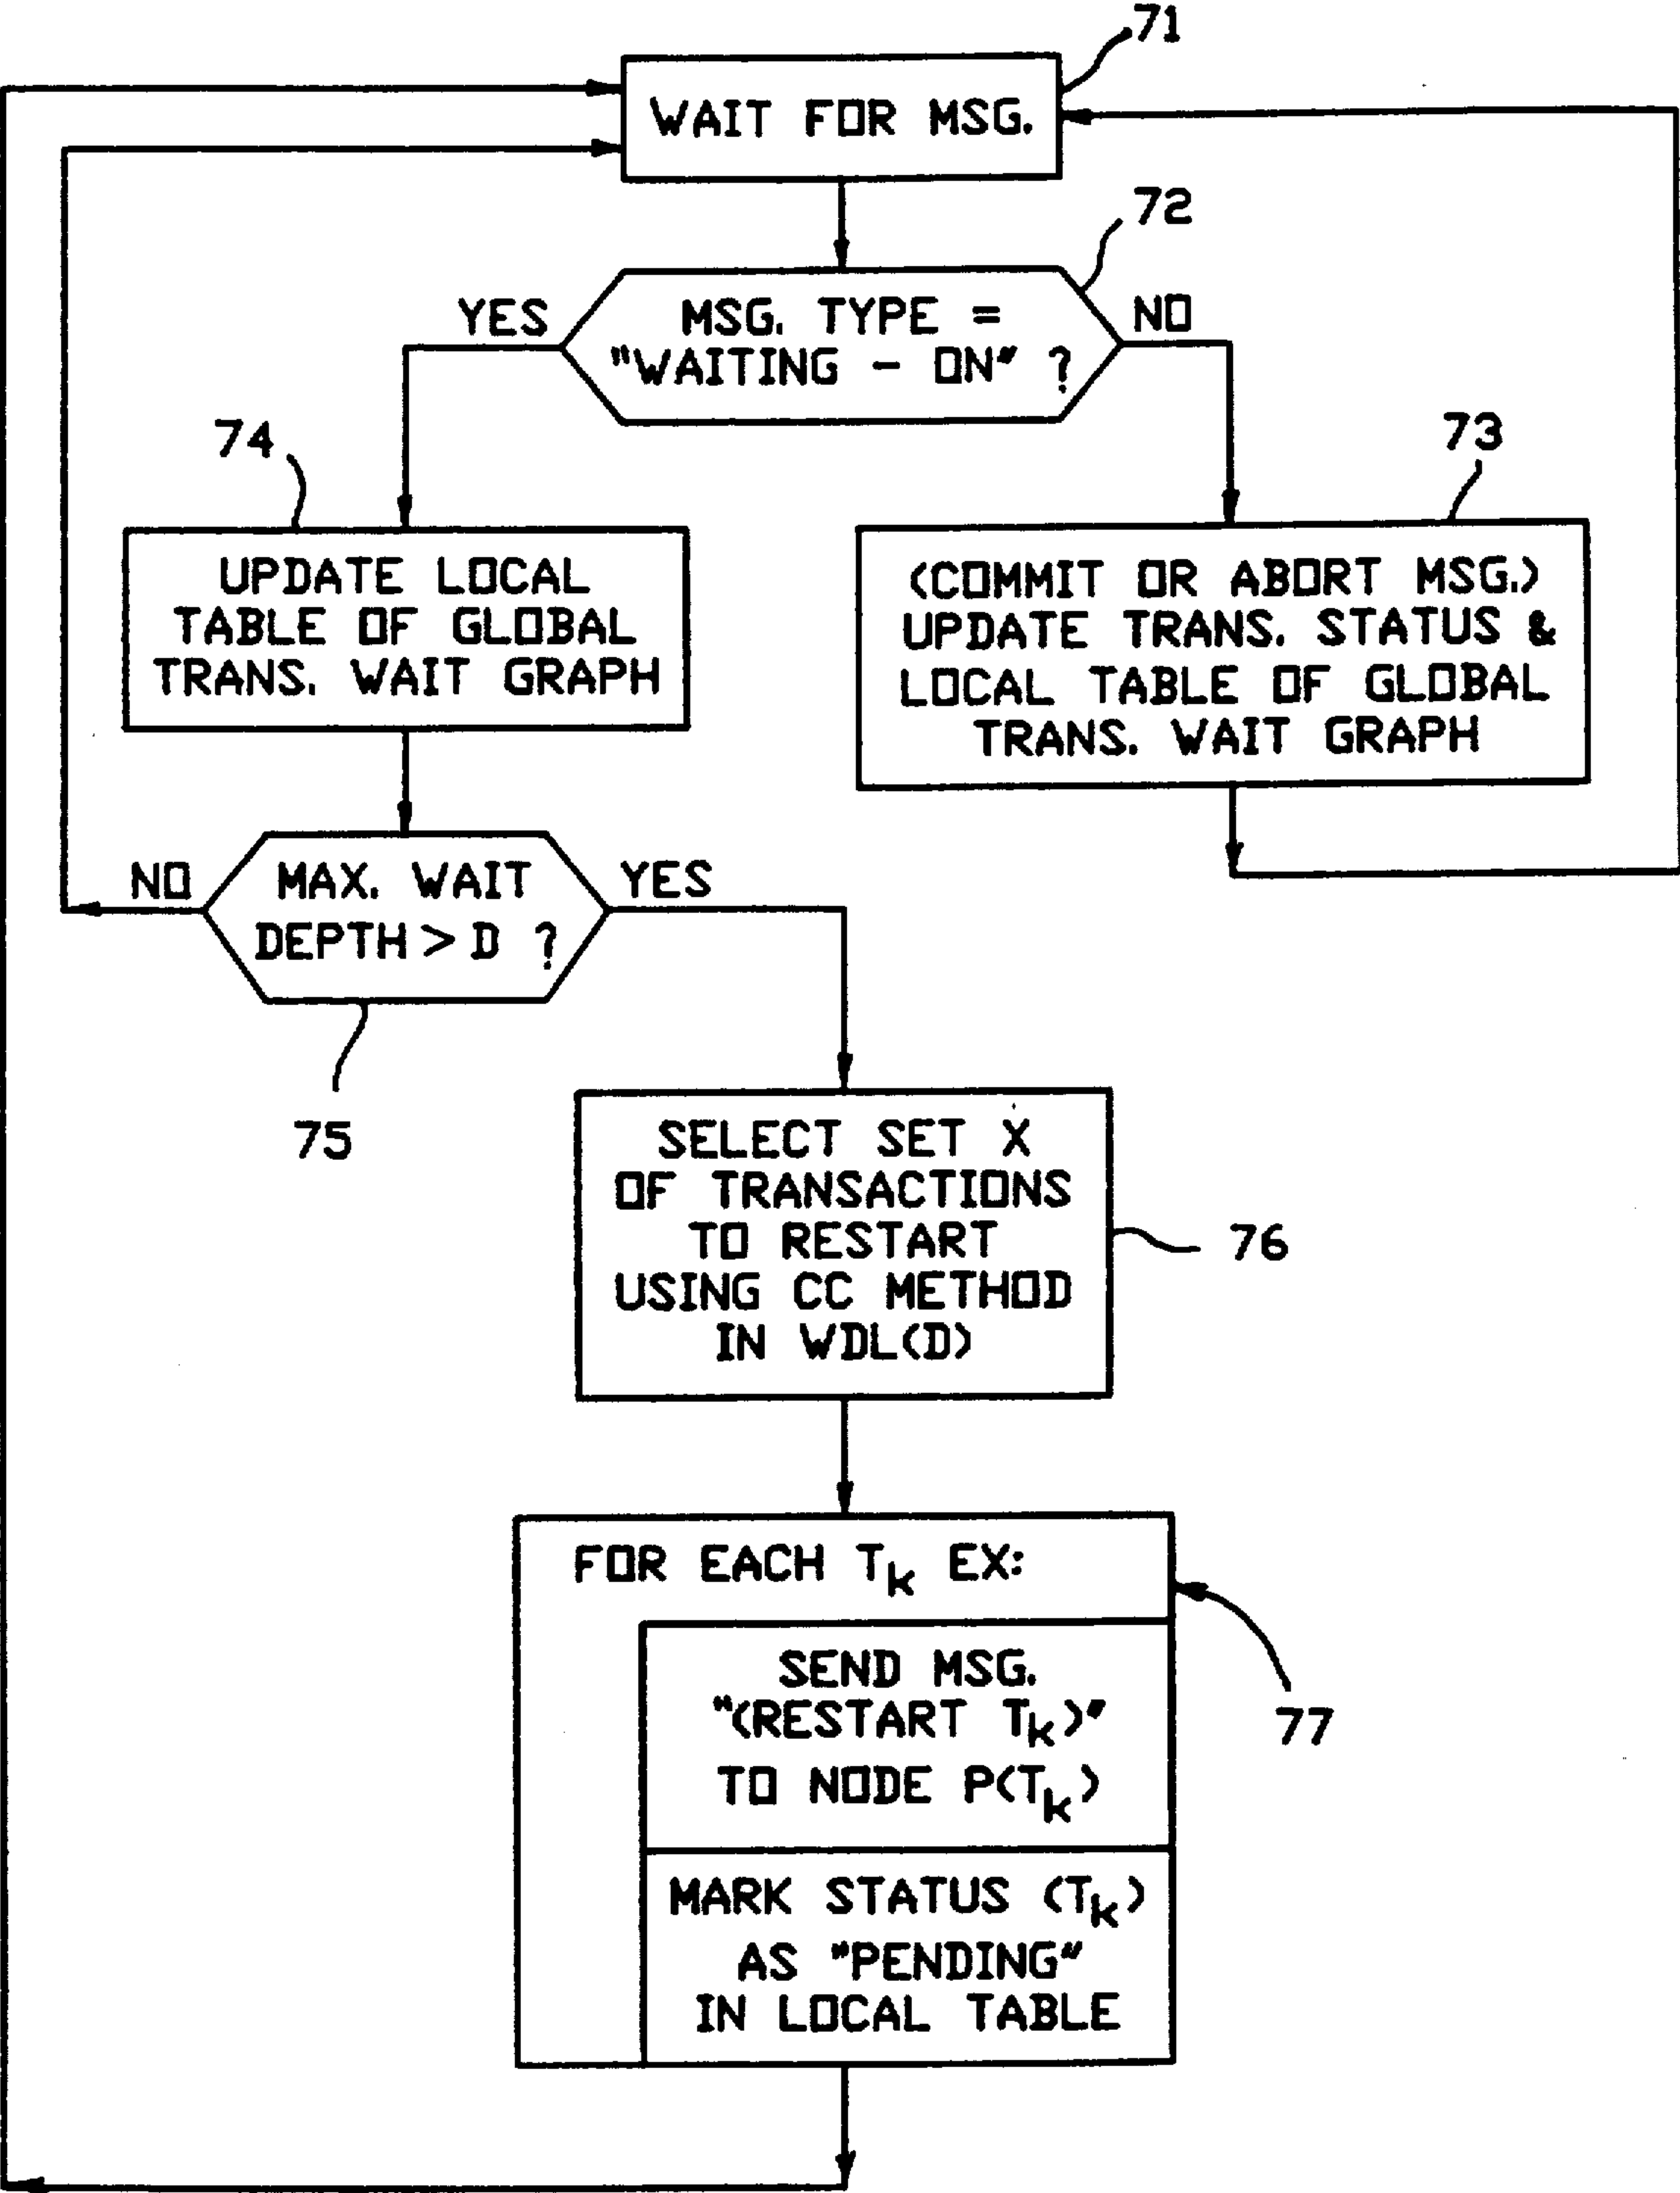 71
WAIT FOR MSG.
72
YES
MSG. TYPE =
"WAITING - ON" ?
NO
74
73
UPDATE LOCAL
TABLE OF GLOBAL
TRANS. WAIT GRAPH
(COMMIT OR ABORT MSG.)
UPDATE TRANS. STATUS &
LOCAL TABLE OF GLOBAL
TRANS. WAIT GRAPH
NO
MAX. WAIT
DEPTH > D ?
YES
75
SELECT SET X
OF TRANSACTIONS
TO RESTART
USING CC METHOD
IN WDL(D)
76
FOR EACH Tk EX:
SEND MSG.
"(RESTART Tk)"
TO NODE P(Tk)
77
MARK STATUS (Tk)
AS "PENDING"
IN LOCAL TABLE